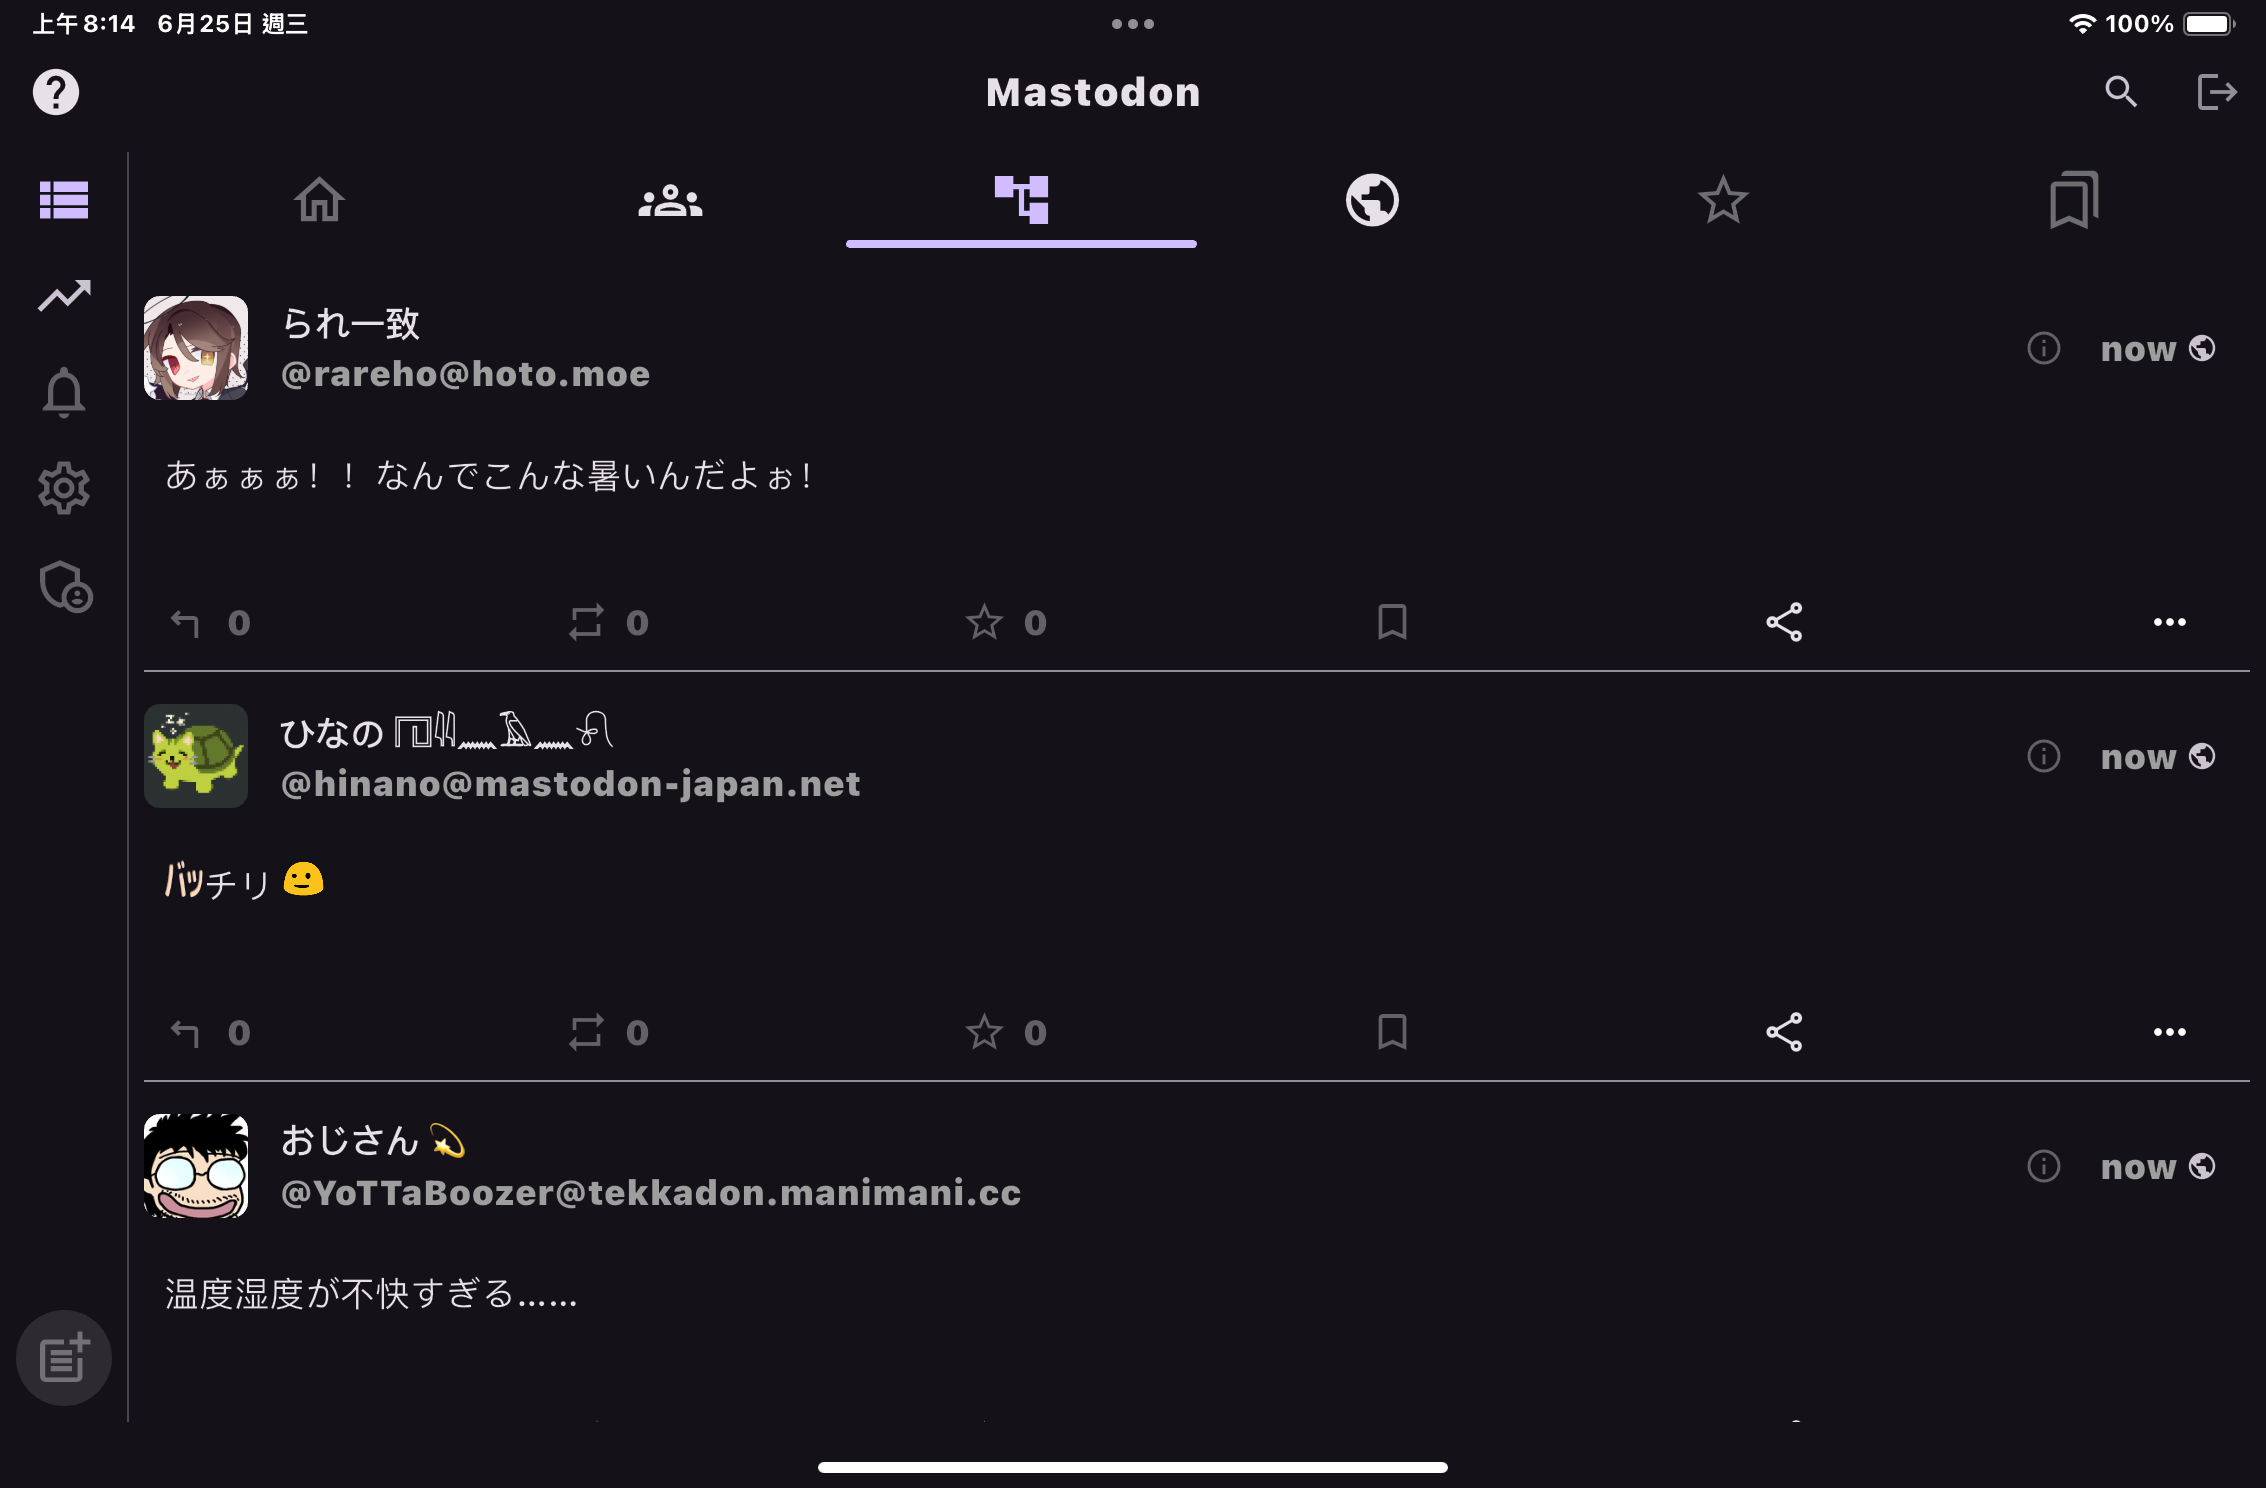 上午8:14 6月25日 週三
100%
Mastodon
られ一致
@rareho@hoto.moe
now
あぁぁぁ！！なんでこんな暑いんだよぉ！
0 0 0
ひなの 𓉔𓇌𓈖𓄿𓈖𓍯
@hinano@mastodon-japan.net
now
バッチリ
0 0 0
おじさん💫
@YoTTaBoozer@tekkadon.manimani.cc
now
温度湿度が不快すぎる……